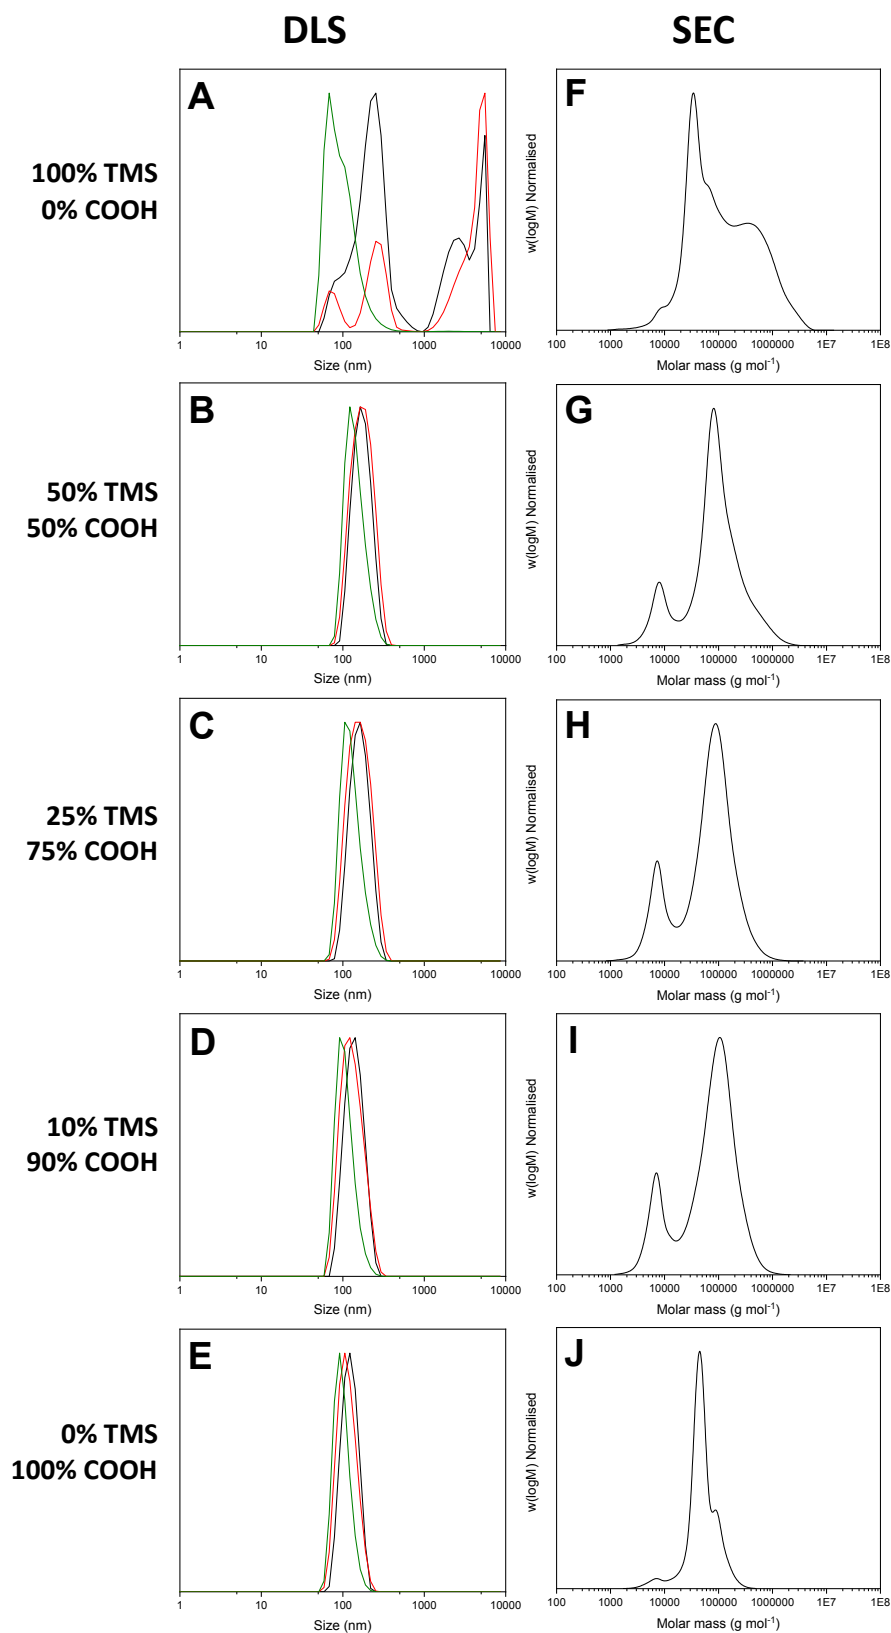 DLS
SEC
100% TMS
0% COOH
A
1 10 100 1000 10000
Size (nm)
F
w(logM) Normalised
100 1000 10000 100000 1000000 1E7 1E8
Molar mass (g mol⁻¹)
50% TMS
50% COOH
B
1 10 100 1000 10000
Size (nm)
G
w(logM) Normalised
100 1000 10000 100000 1000000 1E7 1E8
Molar mass (g mol⁻¹)
25% TMS
75% COOH
C
1 10 100 1000 10000
Size (nm)
H
w(logM) Normalised
100 1000 10000 100000 1000000 1E7 1E8
Molar mass (g mol⁻¹)
10% TMS
90% COOH
D
1 10 100 1000 10000
Size (nm)
I
w(logM) Normalised
100 1000 10000 100000 1000000 1E7 1E8
Molar mass (g mol⁻¹)
0% TMS
100% COOH
E
1 10 100 1000 10000
Size (nm)
J
w(logM) Normalised
100 1000 10000 100000 1000000 1E7 1E8
Molar mass (g mol⁻¹)